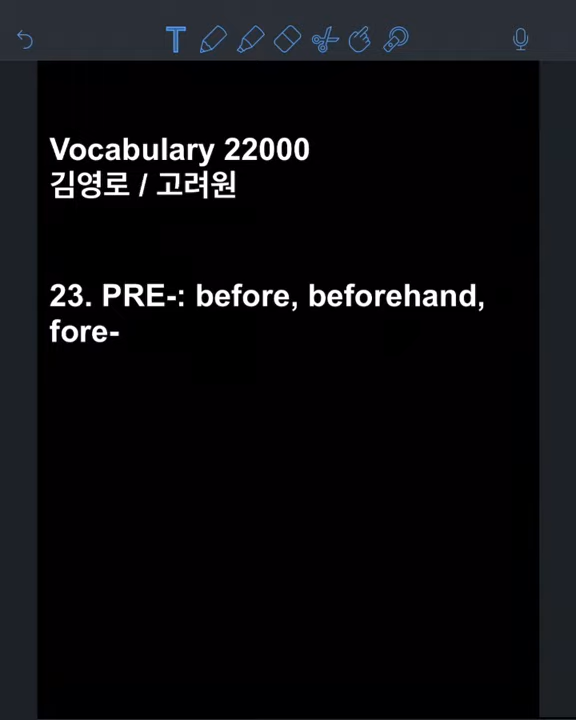 Vocabulary 22000
김영로 / 고려원
23. PRE-: before, beforehand,
fore-